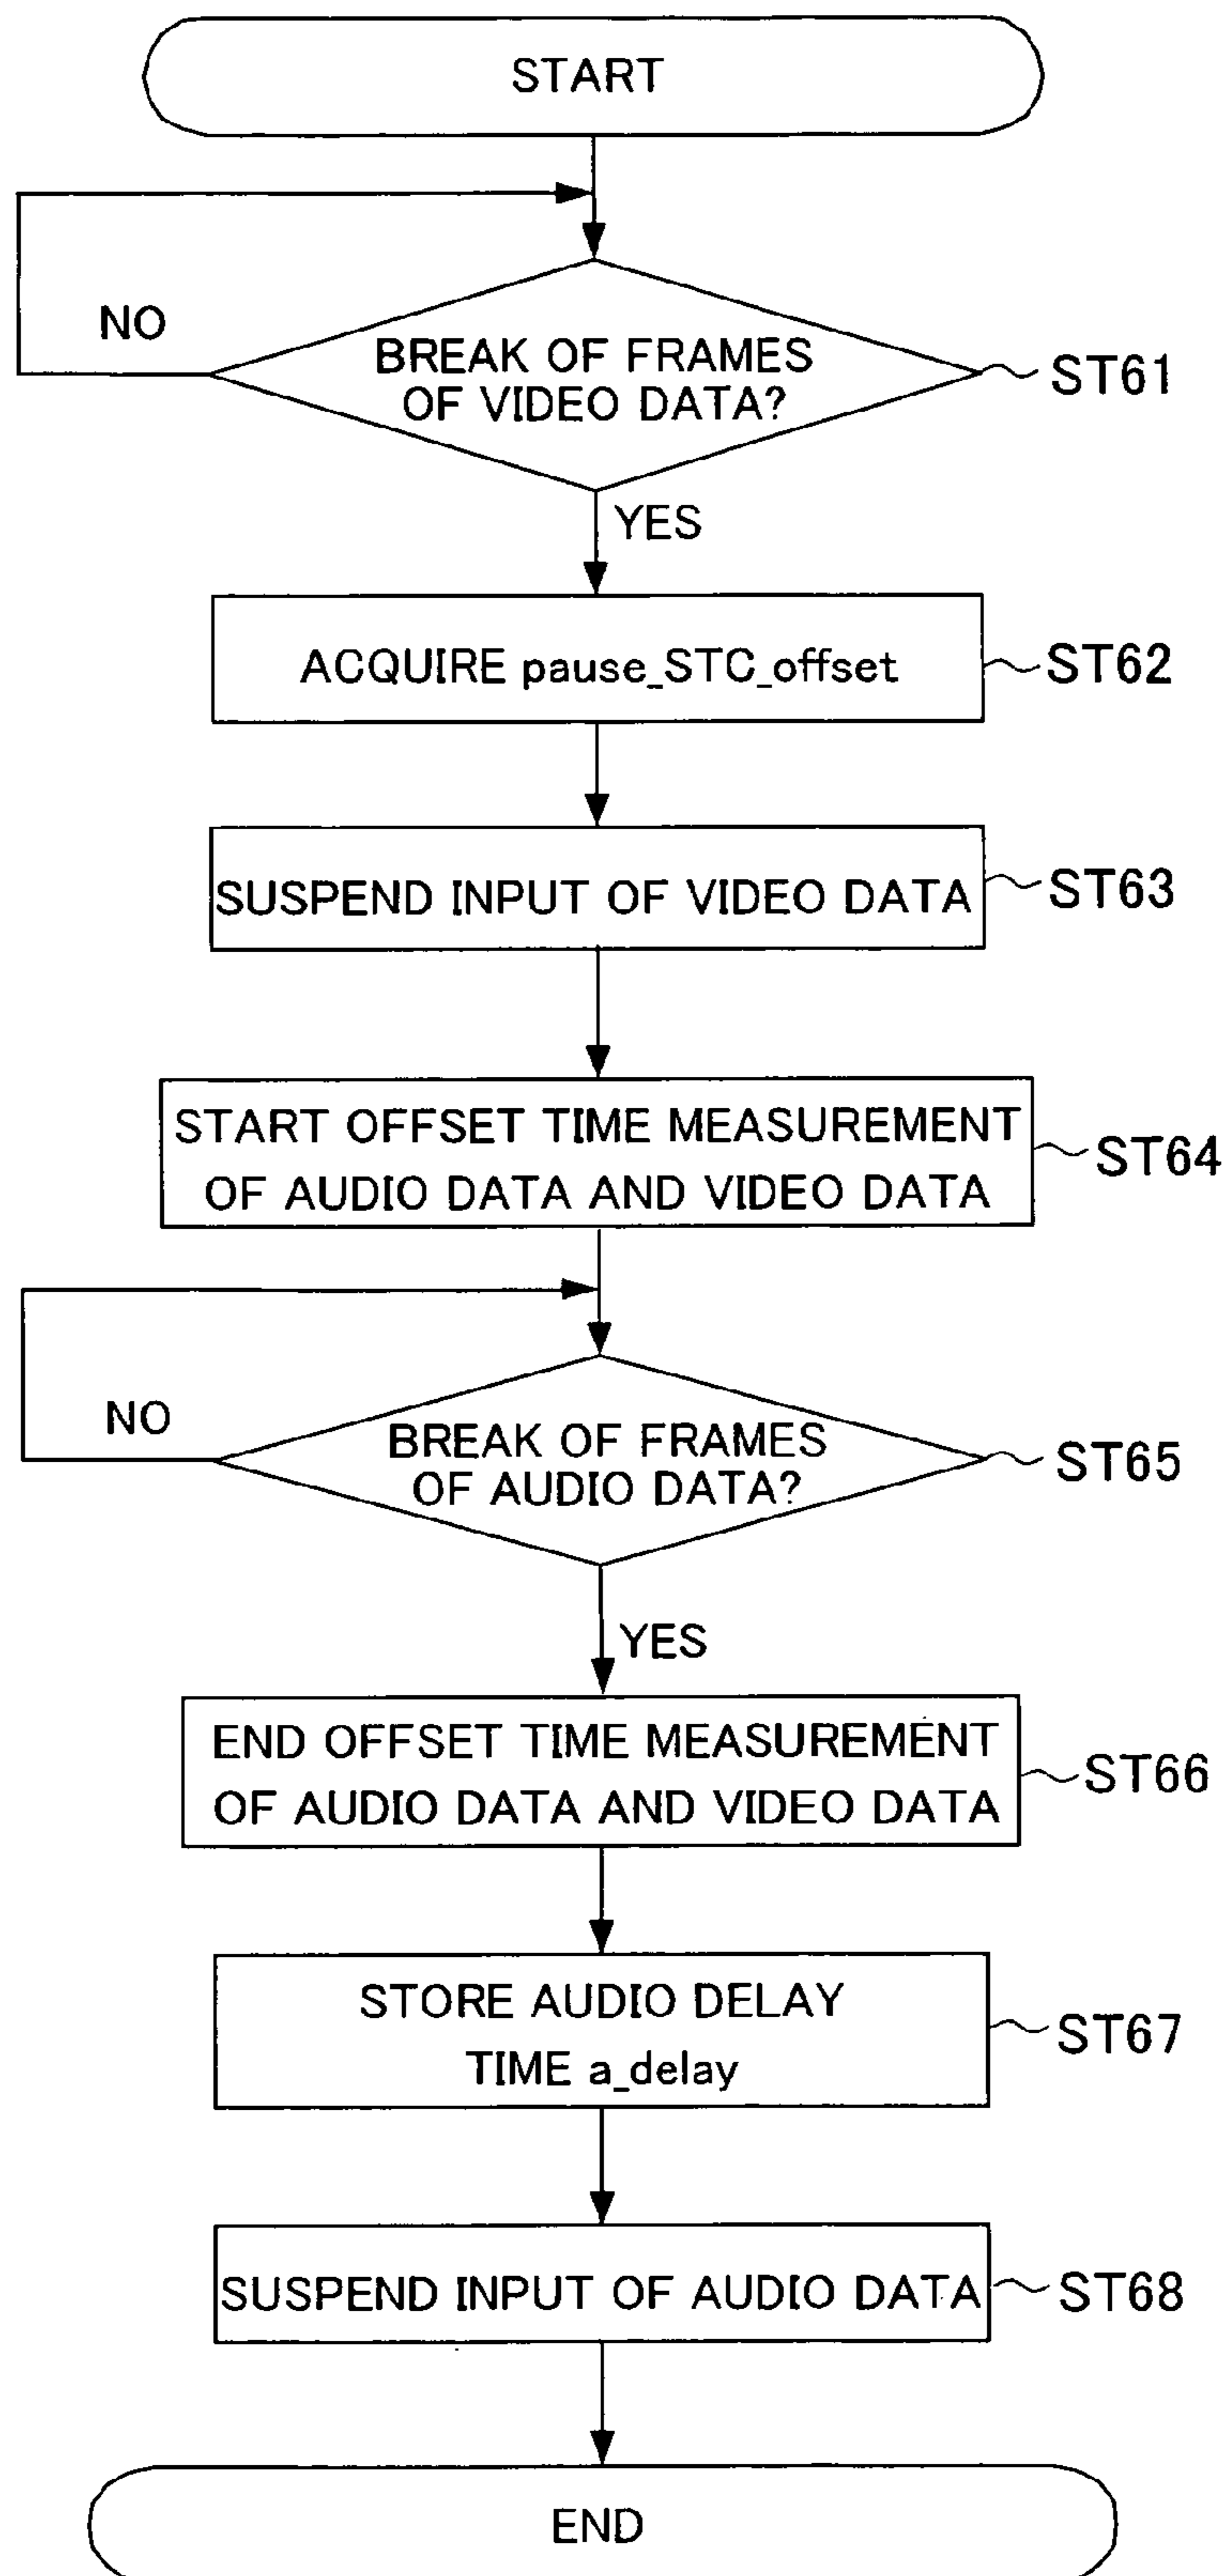 START
NO
BREAK OF FRAMES
OF VIDEO DATA?
ST61
YES
ACQUIRE pause_STC_offset
ST62
SUSPEND INPUT OF VIDEO DATA
ST63
START OFFSET TIME MEASUREMENT
OF AUDIO DATA AND VIDEO DATA
ST64
NO
BREAK OF FRAMES
OF AUDIO DATA?
ST65
YES
END OFFSET TIME MEASUREMENT
OF AUDIO DATA AND VIDEO DATA
ST66
STORE AUDIO DELAY
TIME a_delay
ST67
SUSPEND INPUT OF AUDIO DATA
ST68
END